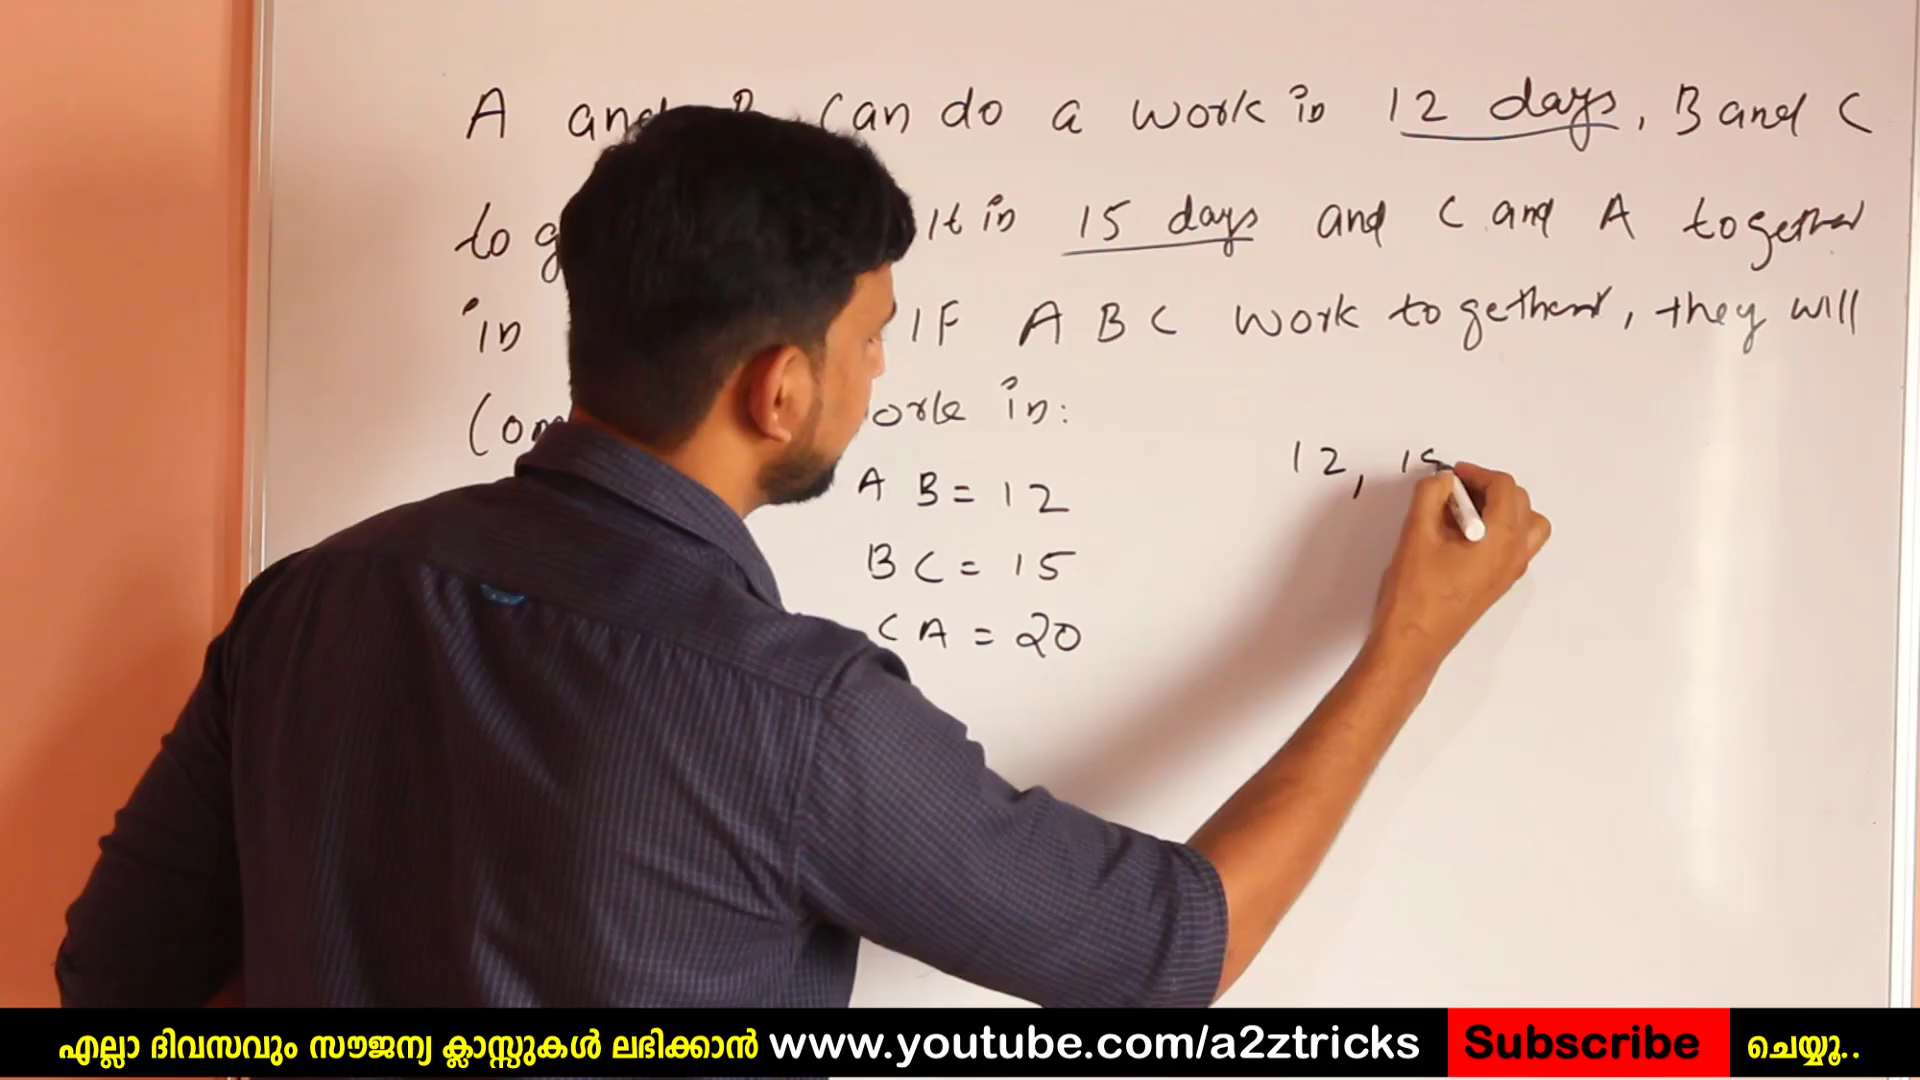 A and can do a work in 12 days, B and C
to It in 15 days and C and A together
in IF A B C work together, they will
in:
A B = 12
B C = 15
C A = 20
12, 15
എല്ലാ ദിവസവും സൗജന്യ ക്ലാസ്സുകൾ ലഭിക്കാൻ www.youtube.com/a2ztricks Subscribe ചെയ്യൂ..